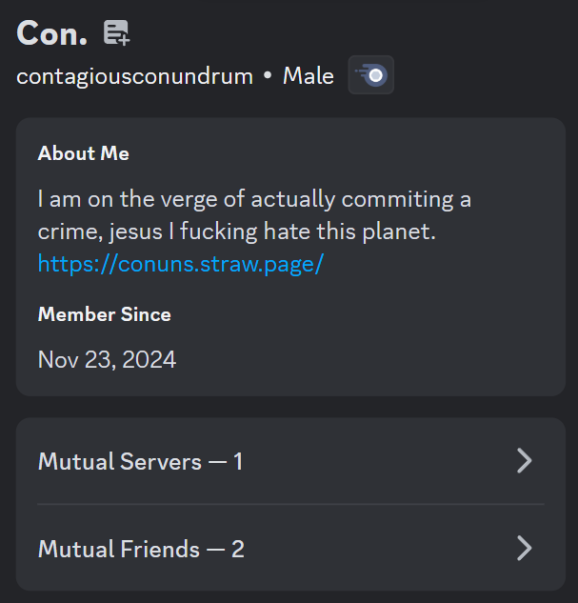 Con.
contagiousconundrum • Male
About Me
I am on the verge of actually commiting a
crime, jesus I fucking hate this planet.
https://conuns.straw.page/
Member Since
Nov 23, 2024
Mutual Servers — 1
Mutual Friends — 2